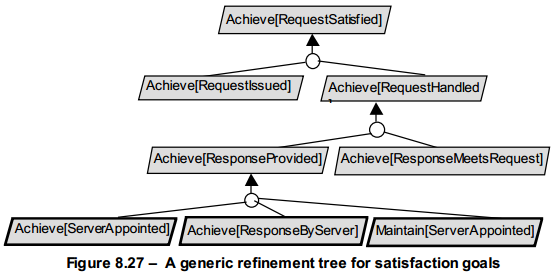 Achieve[RequestSatisfied]
Achieve[RequestIssued]
Achieve[RequestHandled
]
Achieve[ResponseProvided]
Achieve[ResponseMeetsRequest]
Achieve[ServerAppointed]
Achieve[ResponseByServer]
Maintain[ServerAppointed]
Figure 8.27 – A generic refinement tree for satisfaction goals